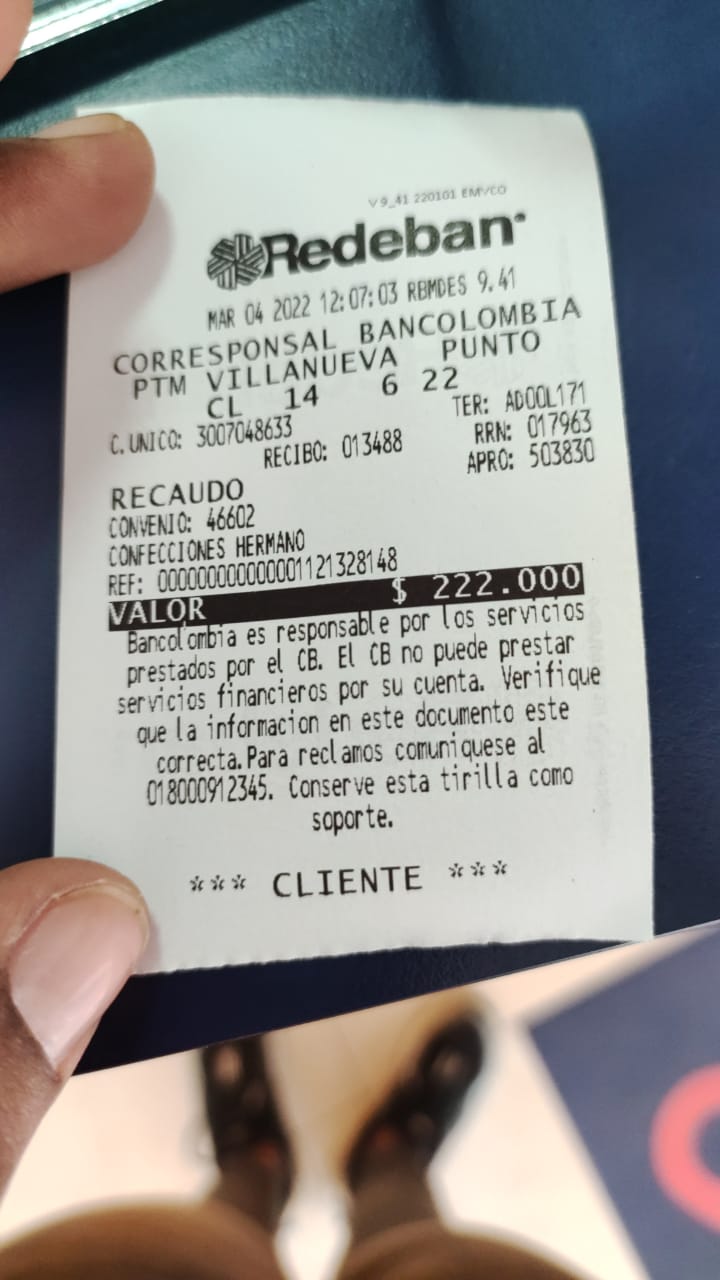 V 9_41 220101 EMVCO
Redeban
MAR 04 2022 12:07:03 RBMDES 9.41
CORRESPONSAL BANCOLOMBIA
PTM VILLANUEVA PUNTO
CL 14 6 22
C. UNICO: 3007048633 TER: ADOOL171
RECIBO: 013488 RRN: 017963
APRO: 503830
RECAUDO
CONVENIO: 46602
CONFECCIONES HERMANO
REF: 00000000000001121328148
VALOR $ 222.000
Bancolombia es responsable por los servicios
prestados por el CB. El CB no puede prestar
servicios financieros por su cuenta. Verifique
que la informacion en este documento este
correcta. Para reclamos comuniquese al
018000912345. Conserve esta tirilla como
soporte.
*** CLIENTE ***